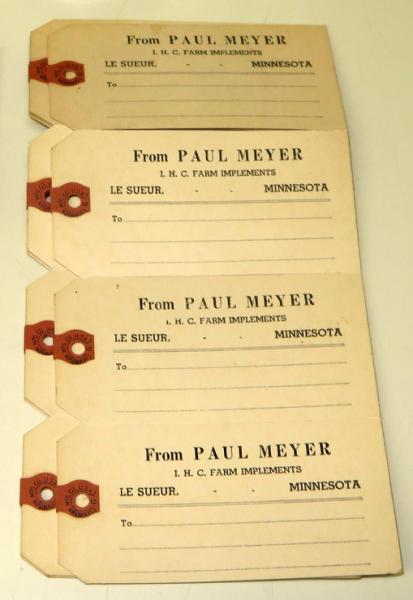 From PAUL MEYER
I. H. C. FARM IMPLEMENTS
LE SUEUR, - - MINNESOTA
To
From PAUL MEYER
I. H. C. FARM IMPLEMENTS
LE SUEUR, - - MINNESOTA
To
From PAUL MEYER
I. H. C. FARM IMPLEMENTS
LE SUEUR, - - MINNESOTA
To
From PAUL MEYER
I. H. C. FARM IMPLEMENTS
LE SUEUR, - - MINNESOTA
To